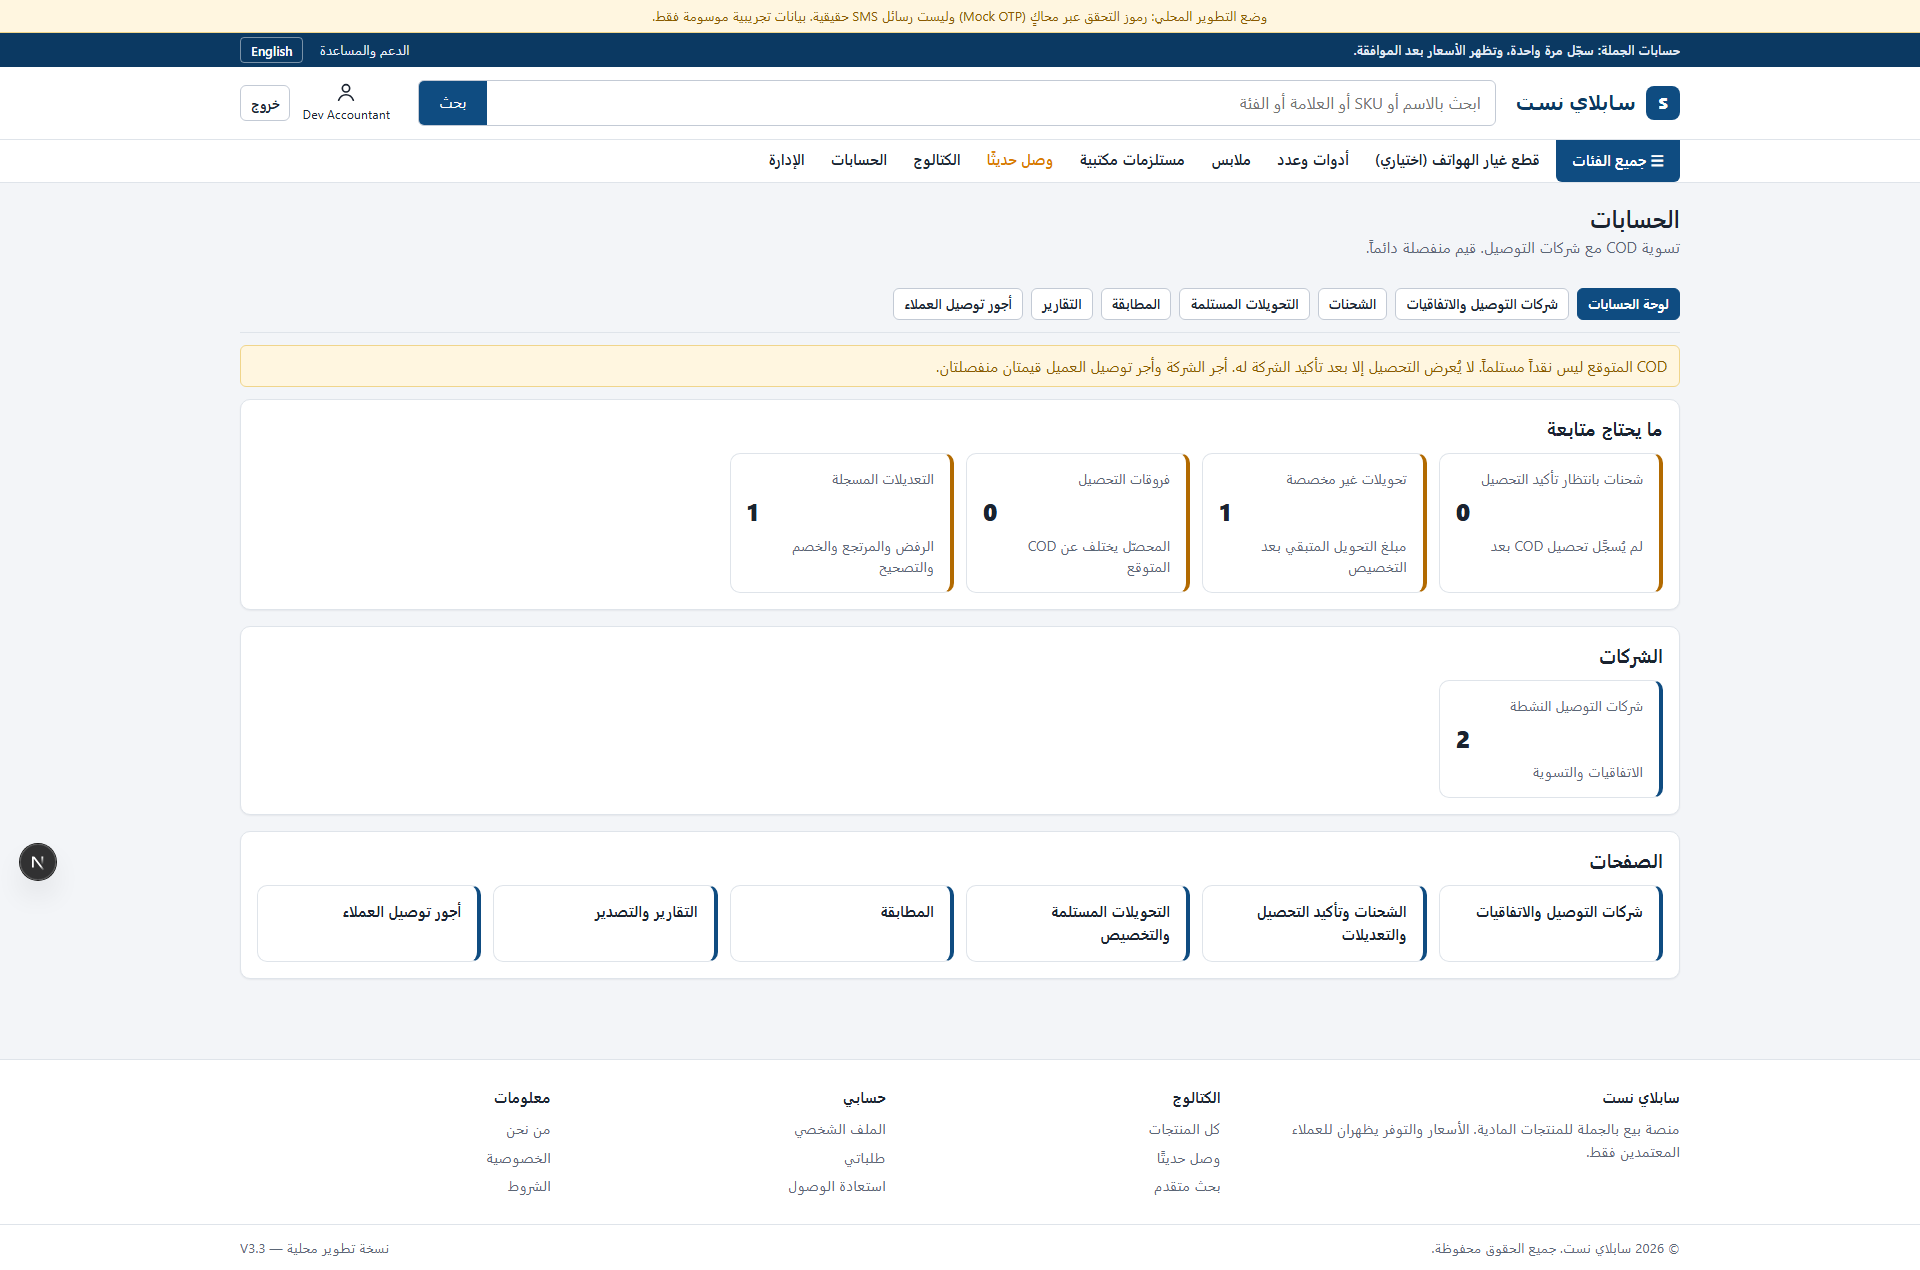 وضع التطوير المحلي: رموز التحقق عبر محاكٍ (Mock OTP) وليست رسائل SMS حقيقية. بيانات تجريبية موسومة فقط.
حسابات الجملة: سجّل مرة واحدة، وتظهر الأسعار بعد الموافقة.
الدعم والمساعدة
English
S
سابلاي نست
ابحث بالاسم أو SKU أو العلامة أو الفئة
بحث
Dev Accountant
خروج
☰ جميع الفئات
قطع غيار الهواتف (اختياري)
أدوات وعدد
ملابس
مستلزمات مكتبية
وصل حديثًا
الكتالوج
الحسابات
الإدارة
الحسابات
تسوية COD مع شركات التوصيل. قيم منفصلة دائماً.
لوحة الحسابات
شركات التوصيل والاتفاقيات
الشحنات
التحويلات المستلمة
المطابقة
التقارير
أجور توصيل العملاء
COD المتوقع ليس نقداً مستلماً. لا يُعرض التحصيل إلا بعد تأكيد الشركة له. أجر الشركة وأجر توصيل العميل قيمتان منفصلتان.
ما يحتاج متابعة
شحنات بانتظار تأكيد التحصيل
0
لم يُسجَّل تحصيل COD بعد
تحويلات غير مخصصة
1
مبلغ التحويل المتبقي بعد
التخصيص
فروقات التحصيل
0
المحصّل يختلف عن COD
المتوقع
التعديلات المسجلة
1
الرفض والمرتجع والخصم
والتصحيح
الشركات
شركات التوصيل النشطة
2
الاتفاقيات والتسوية
الصفحات
شركات التوصيل والاتفاقيات
الشحنات وتأكيد التحصيل
والتعديلات
التحويلات المستلمة
والتخصيص
المطابقة
التقارير والتصدير
أجور توصيل العملاء
N
سابلاي نست
منصة بيع بالجملة للمنتجات المادية. الأسعار والتوفر يظهران للعملاء
المعتمدين فقط.
الكتالوج
كل المنتجات
وصل حديثًا
بحث متقدم
حسابي
الملف الشخصي
طلباتي
استعادة الوصول
معلومات
من نحن
الخصوصية
الشروط
© 2026 سابلاي نست. جميع الحقوق محفوظة.
نسخة تطوير محلية — V3.3